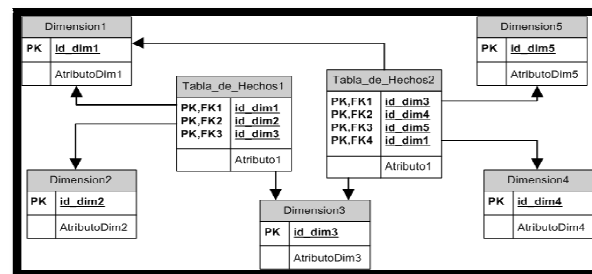 Dimension1
PK id_dim1
AtributoDim1
Dimension5
PK id_dim5
AtributoDim5
Tabla_de_Hechos1
PK,FK1 id_dim1
PK,FK2 id_dim2
PK,FK3 id_dim3
Atributo1
Tabla_de_Hechos2
PK,FK1 id_dim3
PK,FK2 id_dim4
PK,FK3 id_dim5
PK,FK4 id_dim1
Atributo1
Dimension2
PK id_dim2
AtributoDim2
Dimension3
PK id_dim3
AtributoDim3
Dimension4
PK id_dim4
AtributoDim4